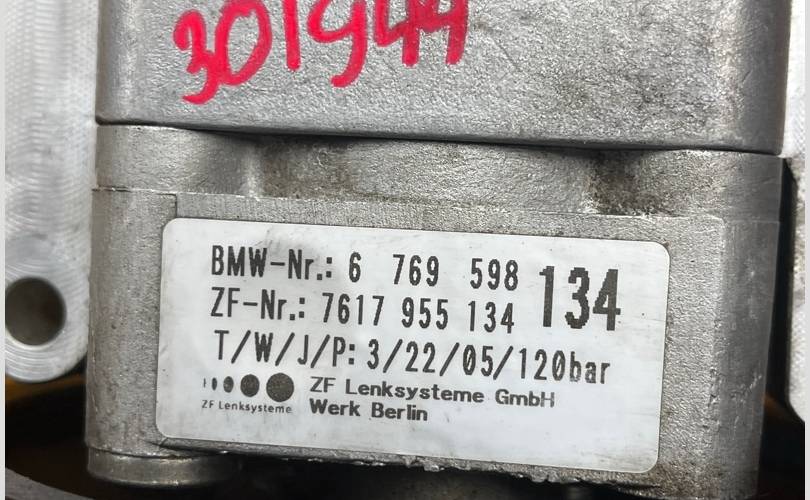 301944
BMW-Nr.: 6 769 598
134
ZF-Nr.: 7617 955 134
T/W/J/P: 3/22/05/120bar
ZF Lenksysteme GmbH
ZF Lenksysteme
Werk Berlin